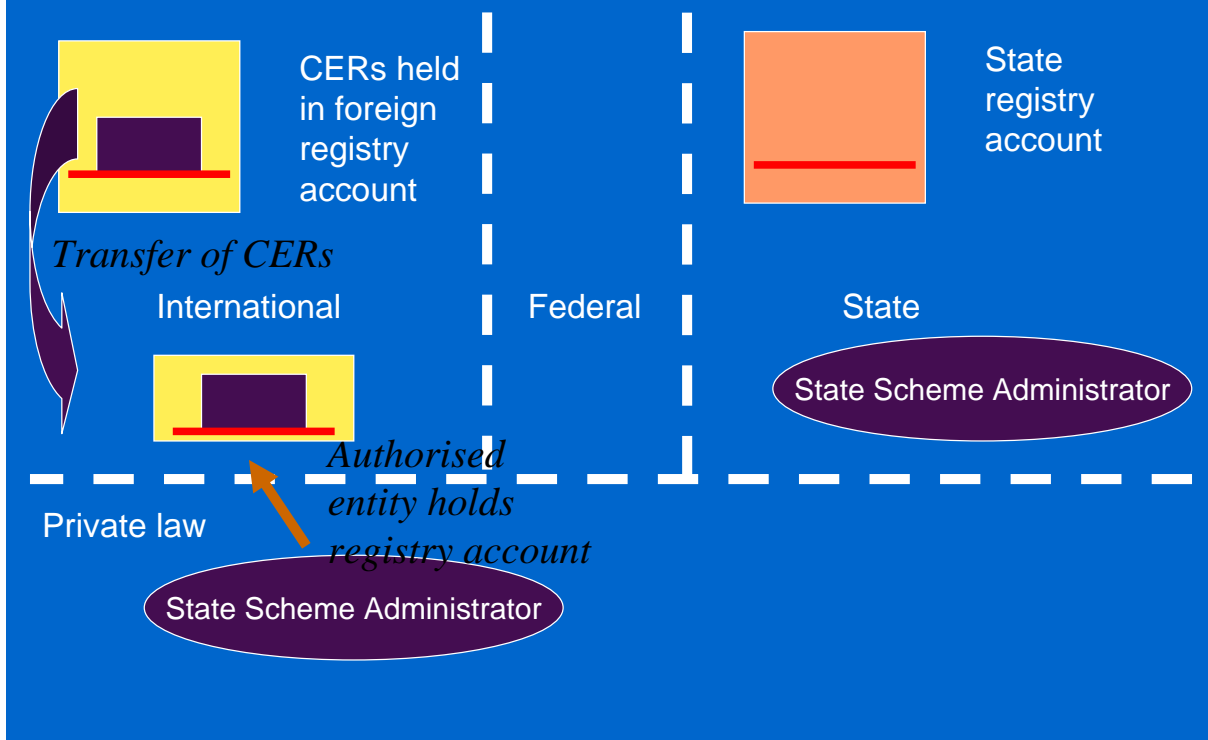 CERs held
in foreign
registry
account
State
registry
account
Transfer of CERs
International
Federal
State
State Scheme Administrator
Authorised
entity holds
registry account
Private law
State Scheme Administrator